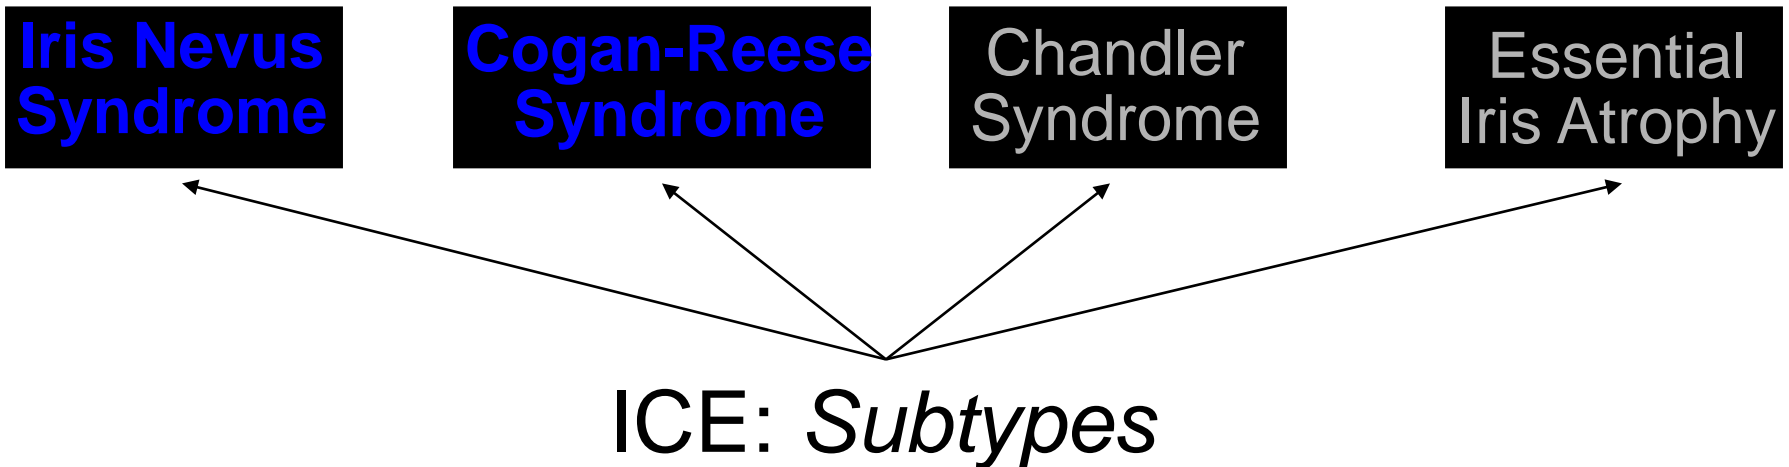 Iris Nevus
Syndrome
Cogan-Reese
Syndrome
Chandler
Syndrome
Essential
Iris Atrophy
ICE: Subtypes